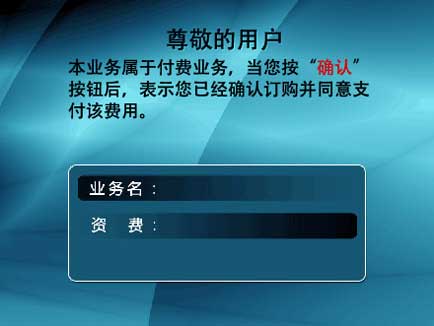 尊敬的用户
本业务属于付费业务，当您按“确认”
按钮后，表示您已经确认订购并同意支
付该费用。
业务名：
资　费：